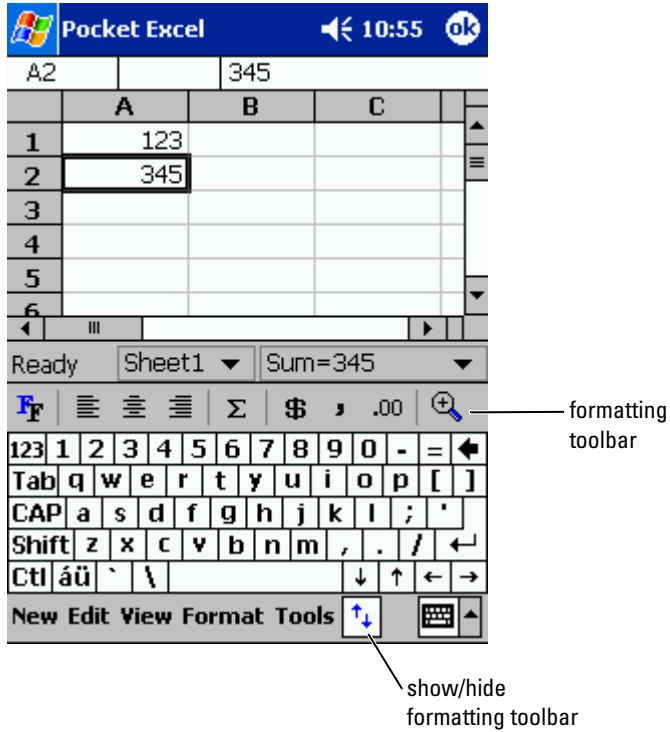 Pocket Excel 10:55 ok
A2 345
A B C
1 123
2 345
3
4
5
6
Ready Sheet1 Sum=345
FF Σ $ , .00
formatting
toolbar
123 1 2 3 4 5 6 7 8 9 0 - =
Tab q w e r t y u i o p [ ]
CAP a s d f g h j k l ; '
Shift z x c v b n m , . / ↵
Ctl áü ` \ ↓ ↑ ← →
New Edit View Format Tools
show/hide
formatting toolbar